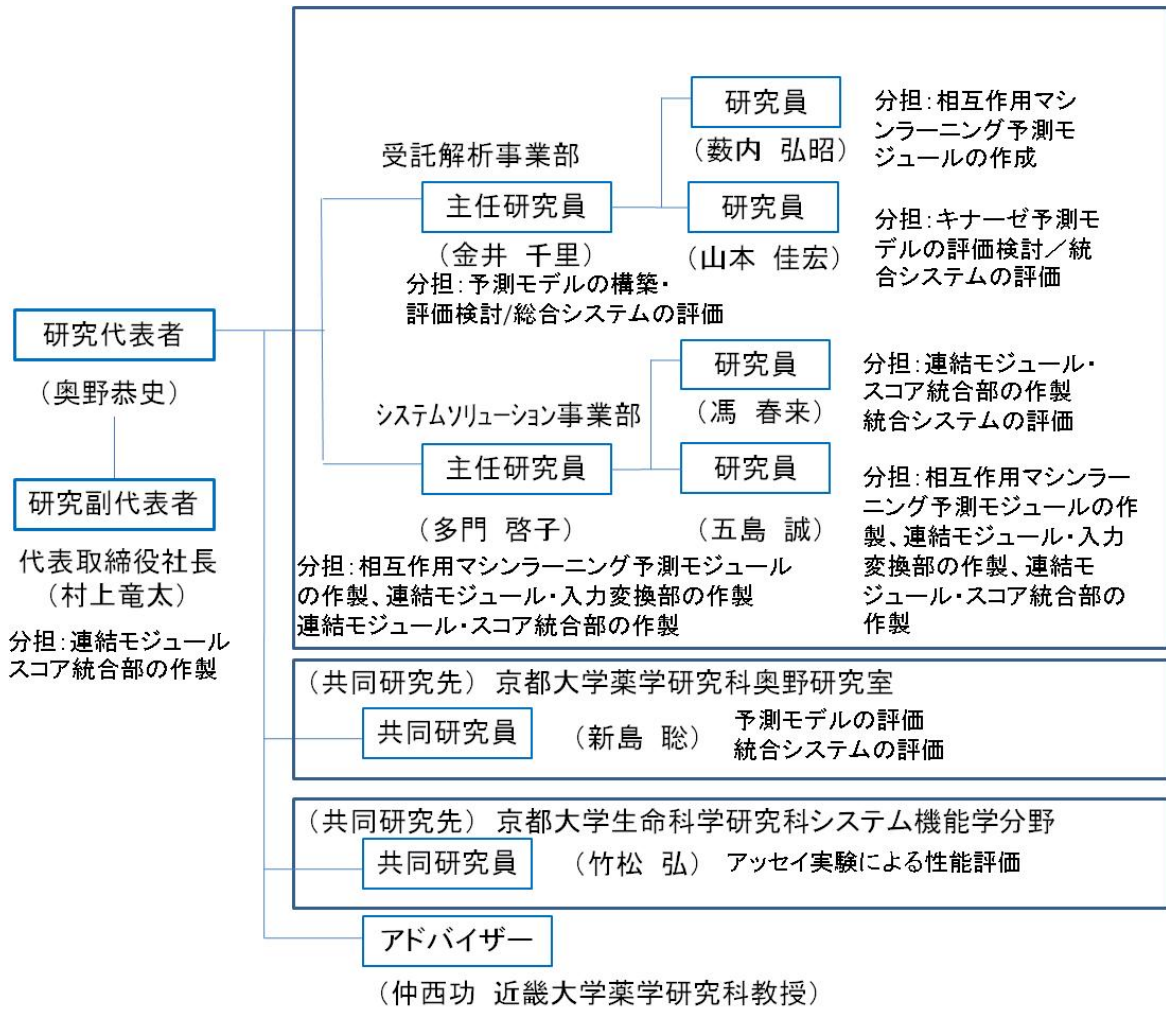 研究代表者
（奥野恭史）
研究副代表者
代表取締役社長
（村上竜太）
分担：連結モジュール
スコア統合部の作製
受託解析事業部
主任研究員
（金井 千里）
分担：予測モデルの構築・
評価検討/総合システムの評価
研究員
（薮内 弘昭）
分担：相互作用マシ
ンラーニング予測モ
ジュールの作成
研究員
（山本 佳宏）
分担：キナーゼ予測モ
デルの評価検討／統
合システムの評価
システムソリューション事業部
主任研究員
（多門 啓子）
分担：相互作用マシンラーニング予測モジュール
の作製、連結モジュール・入力変換部の作製
連結モジュール・スコア統合部の作製
研究員
（馮 春来）
分担：連結モジュール・
スコア統合部の作製
統合システムの評価
研究員
（五島 誠）
分担：相互作用マシンラー
ニング予測モジュールの作
製、連結モジュール・入力
変換部の作製、連結モ
ジュール・スコア統合部の
作製
（共同研究先） 京都大学薬学研究科奥野研究室
共同研究員
（新島 聡）
予測モデルの評価
統合システムの評価
（共同研究先） 京都大学生命科学研究科システム機能学分野
共同研究員
（竹松 弘）
アッセイ実験による性能評価
アドバイザー
（仲西功 近畿大学薬学研究科教授）